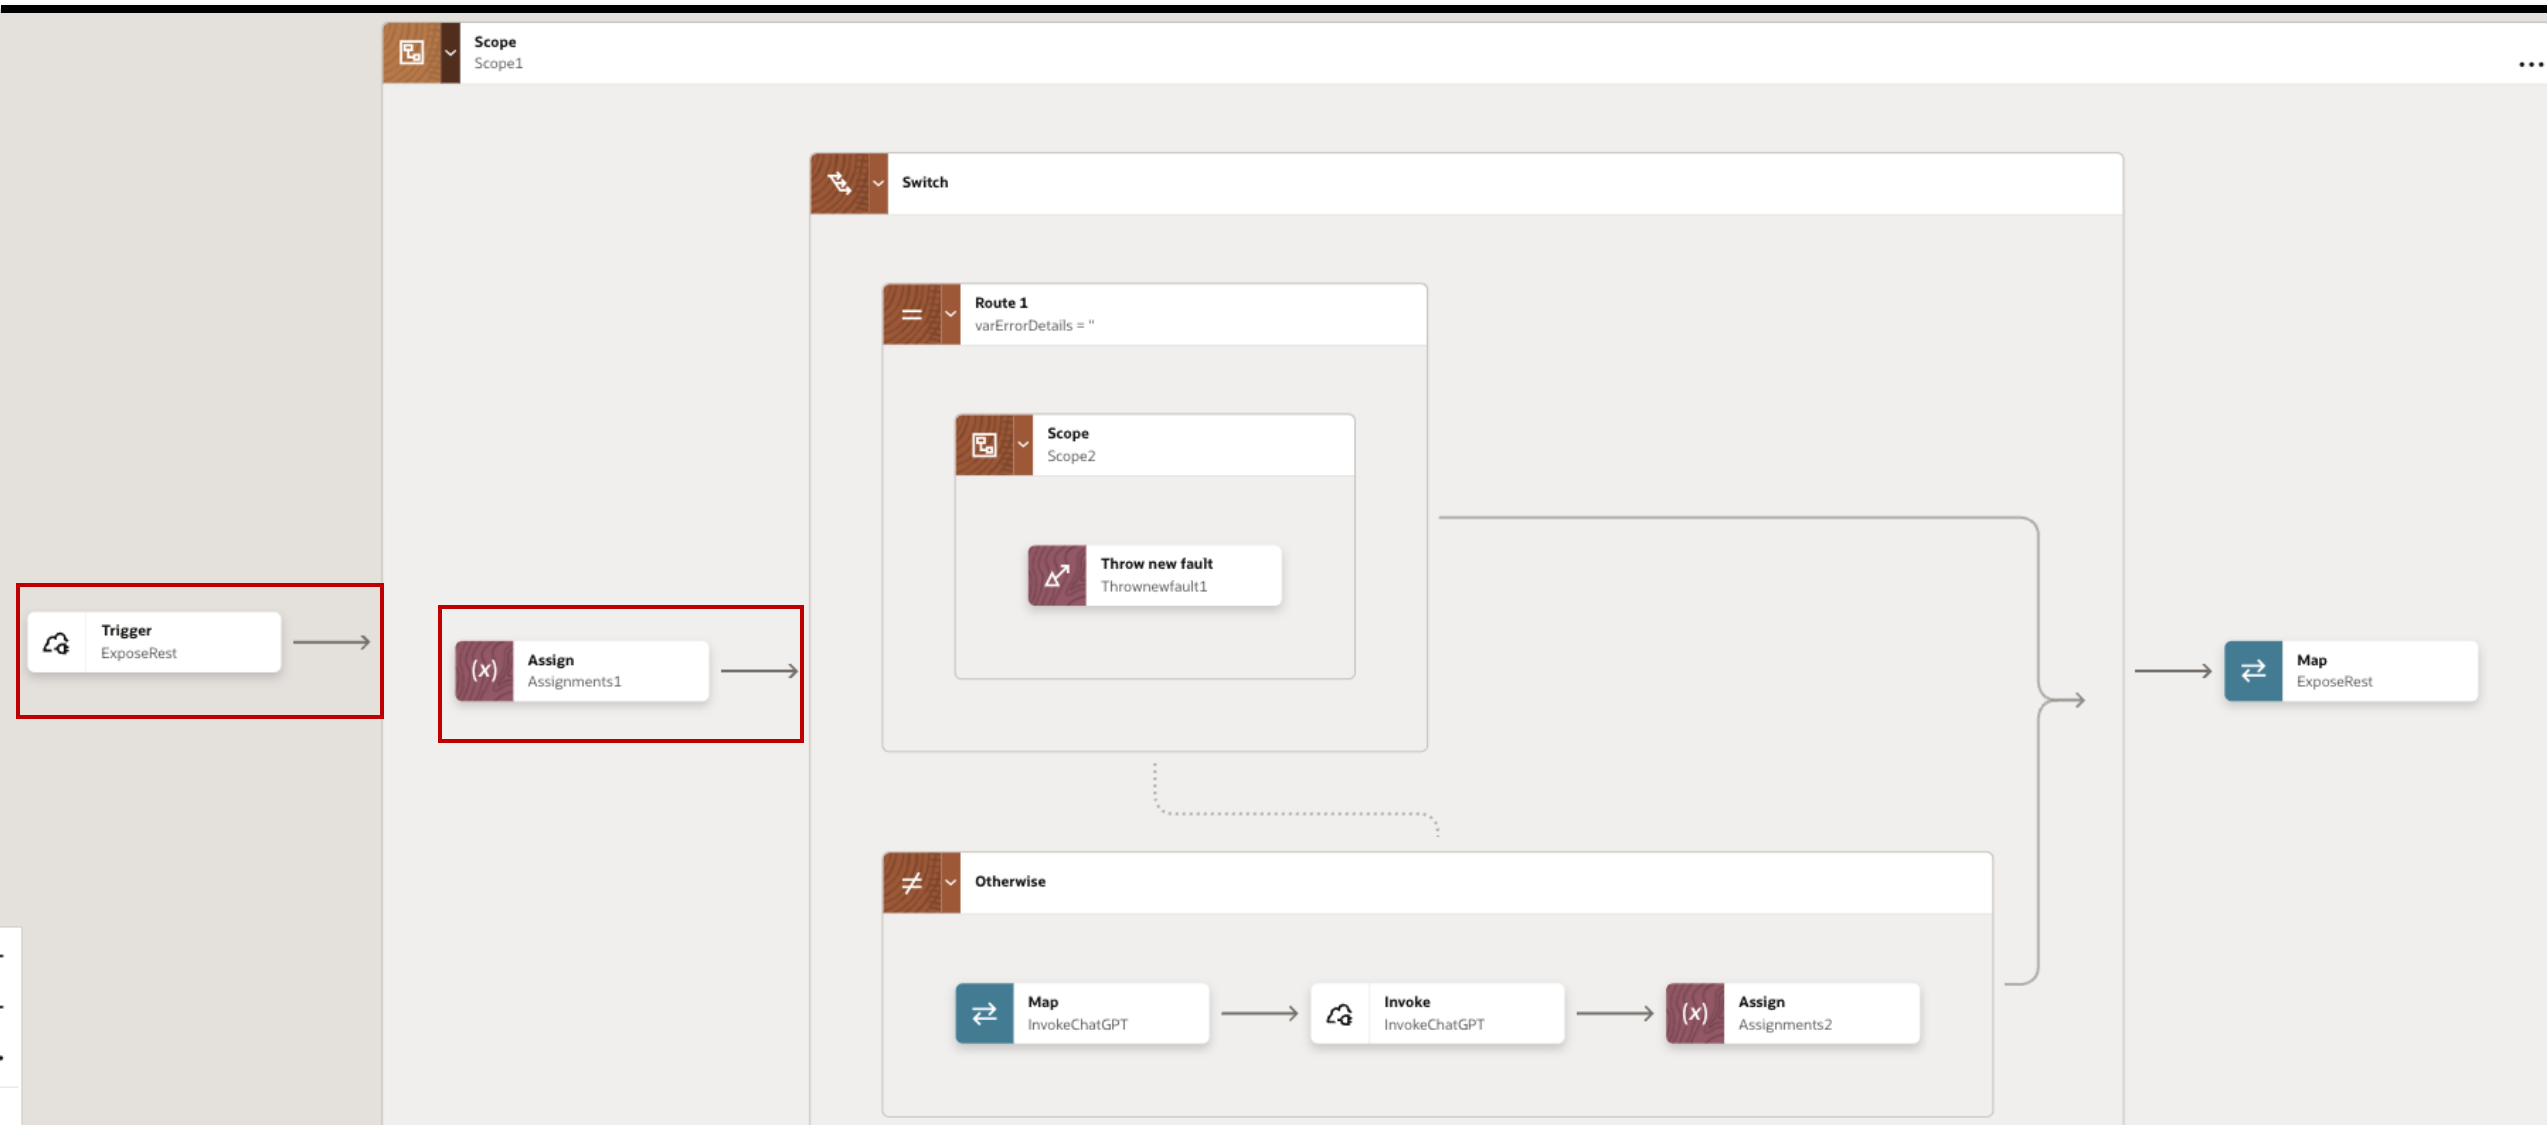 Scope
Scope1
Switch
Route 1
varErrorDetails = ''
Scope
Scope2
Throw new fault
Thrownewfault1
Trigger
ExposeRest
(x)
Assign
Assignments1
Map
ExposeRest
Otherwise
Map
InvokeChatGPT
Invoke
InvokeChatGPT
(x)
Assign
Assignments2